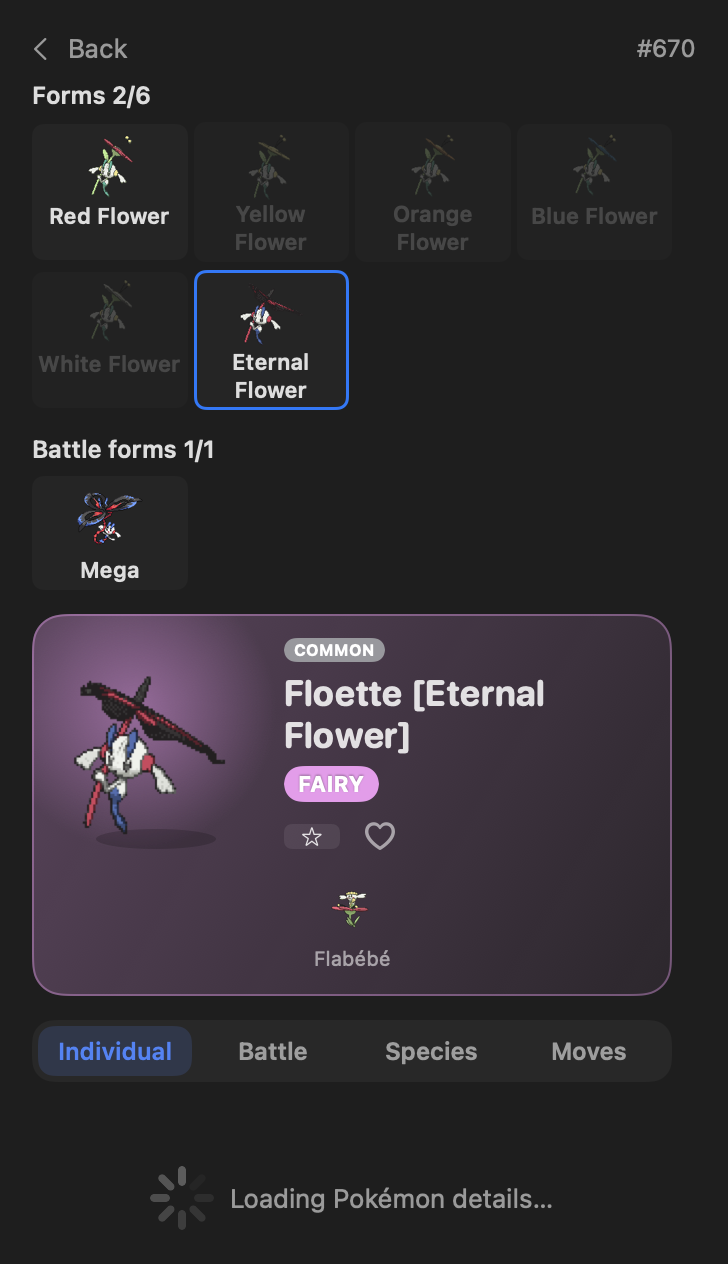 Back
#670
Forms 2/6
Red Flower
Yellow
Flower
Orange
Flower
Blue Flower
White Flower
Eternal
Flower
Battle forms 1/1
Mega
COMMON
Floette [Eternal
Flower]
FAIRY
Flabébé
Individual
Battle
Species
Moves
Loading Pokémon details...